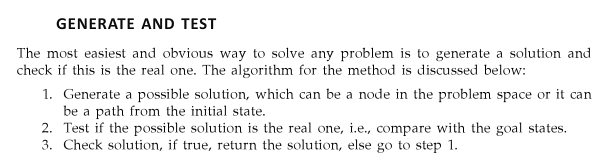 GENERATE AND TEST
The most easiest and obvious way to solve any problem is to generate a solution and
check if this is the real one. The algorithm for the method is discussed below:
1. Generate a possible solution, which can be a node in the problem space or it can
be a path from the initial state.
2. Test if the possible solution is the real one, i.e., compare with the goal states.
3. Check solution, if true, return the solution, else go to step 1.